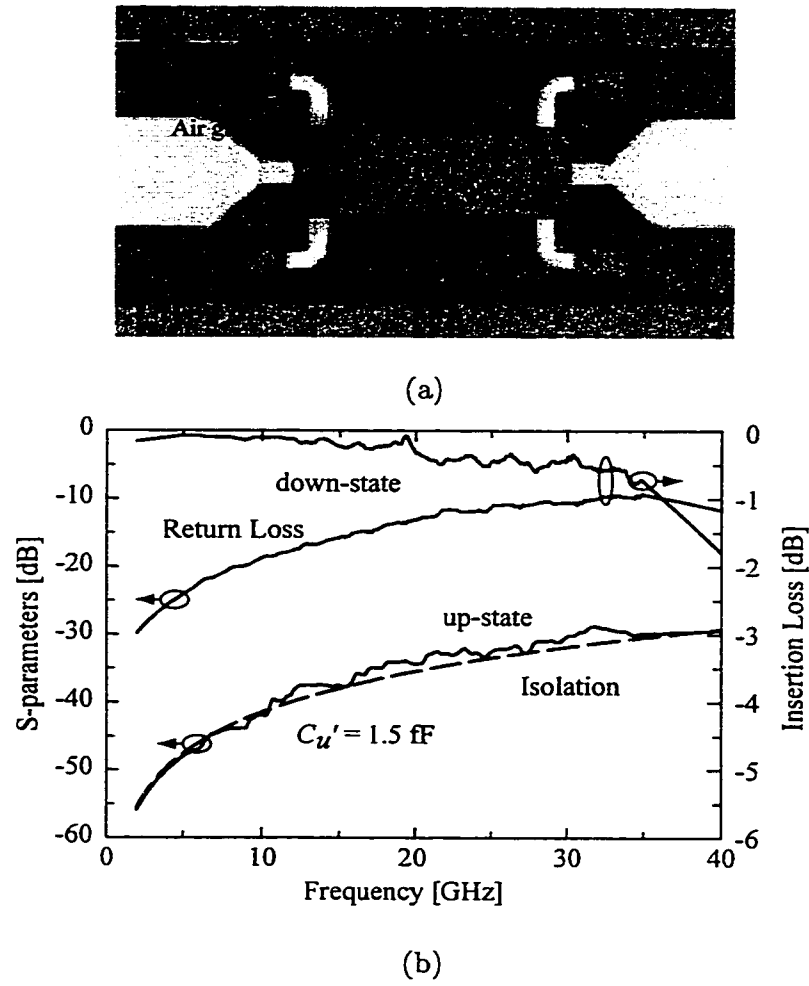 Air g
(a)
0
-10
-20
-30
-40
-50
-60
S-parameters [dB]
down-state
Return Loss
up-state
Isolation
Cu' = 1.5 fF
0
-1
-2
-3
-4
-5
-6
Insertion Loss [dB]
0
10
20
30
40
Frequency [GHz]
(b)